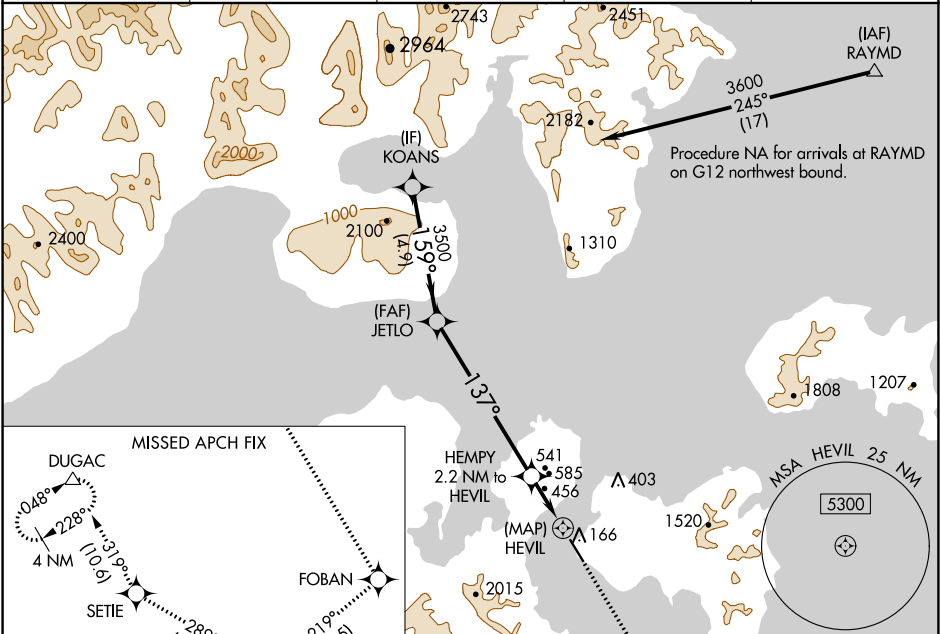 2743
2451
2964
(IAF)
RAYMD
3600
245°
(17)
2182
Procedure NA for arrivals at RAYMD
on G12 northwest bound.
2000
(IF)
KOANS
1000
2100
3500
159°
(4.9)
2400
1310
(FAF)
JETLO
137°
1808
1207
MISSED APCH FIX
DUGAC
048°
228°
4 NM
319°
(10.6)
SETIE
289°
FOBAN
219°
5)
HEMPY
2.2 NM to
HEVIL
541
585
456
403
(MAP)
HEVIL
166
1520
2015
MSA HEVIL 25 NM
5300